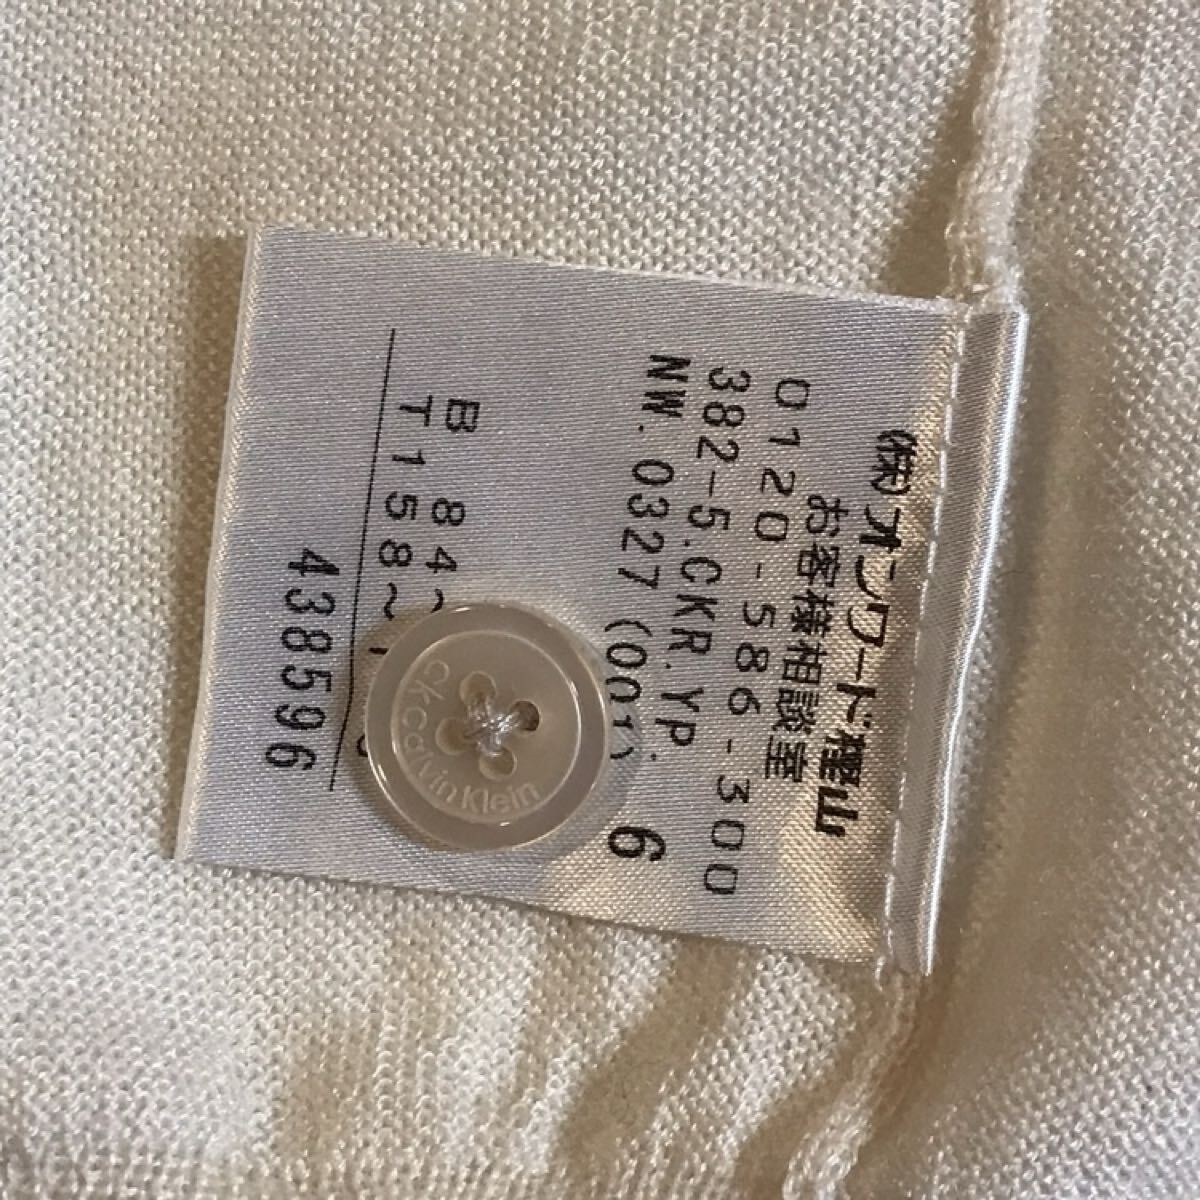 ㈱オンワード樫山
お客様相談室
0120-586-300
382-5.CKR.YP.
NW.0327(001) 6
B 84~
T158~1
438596
ck Calvin Klein